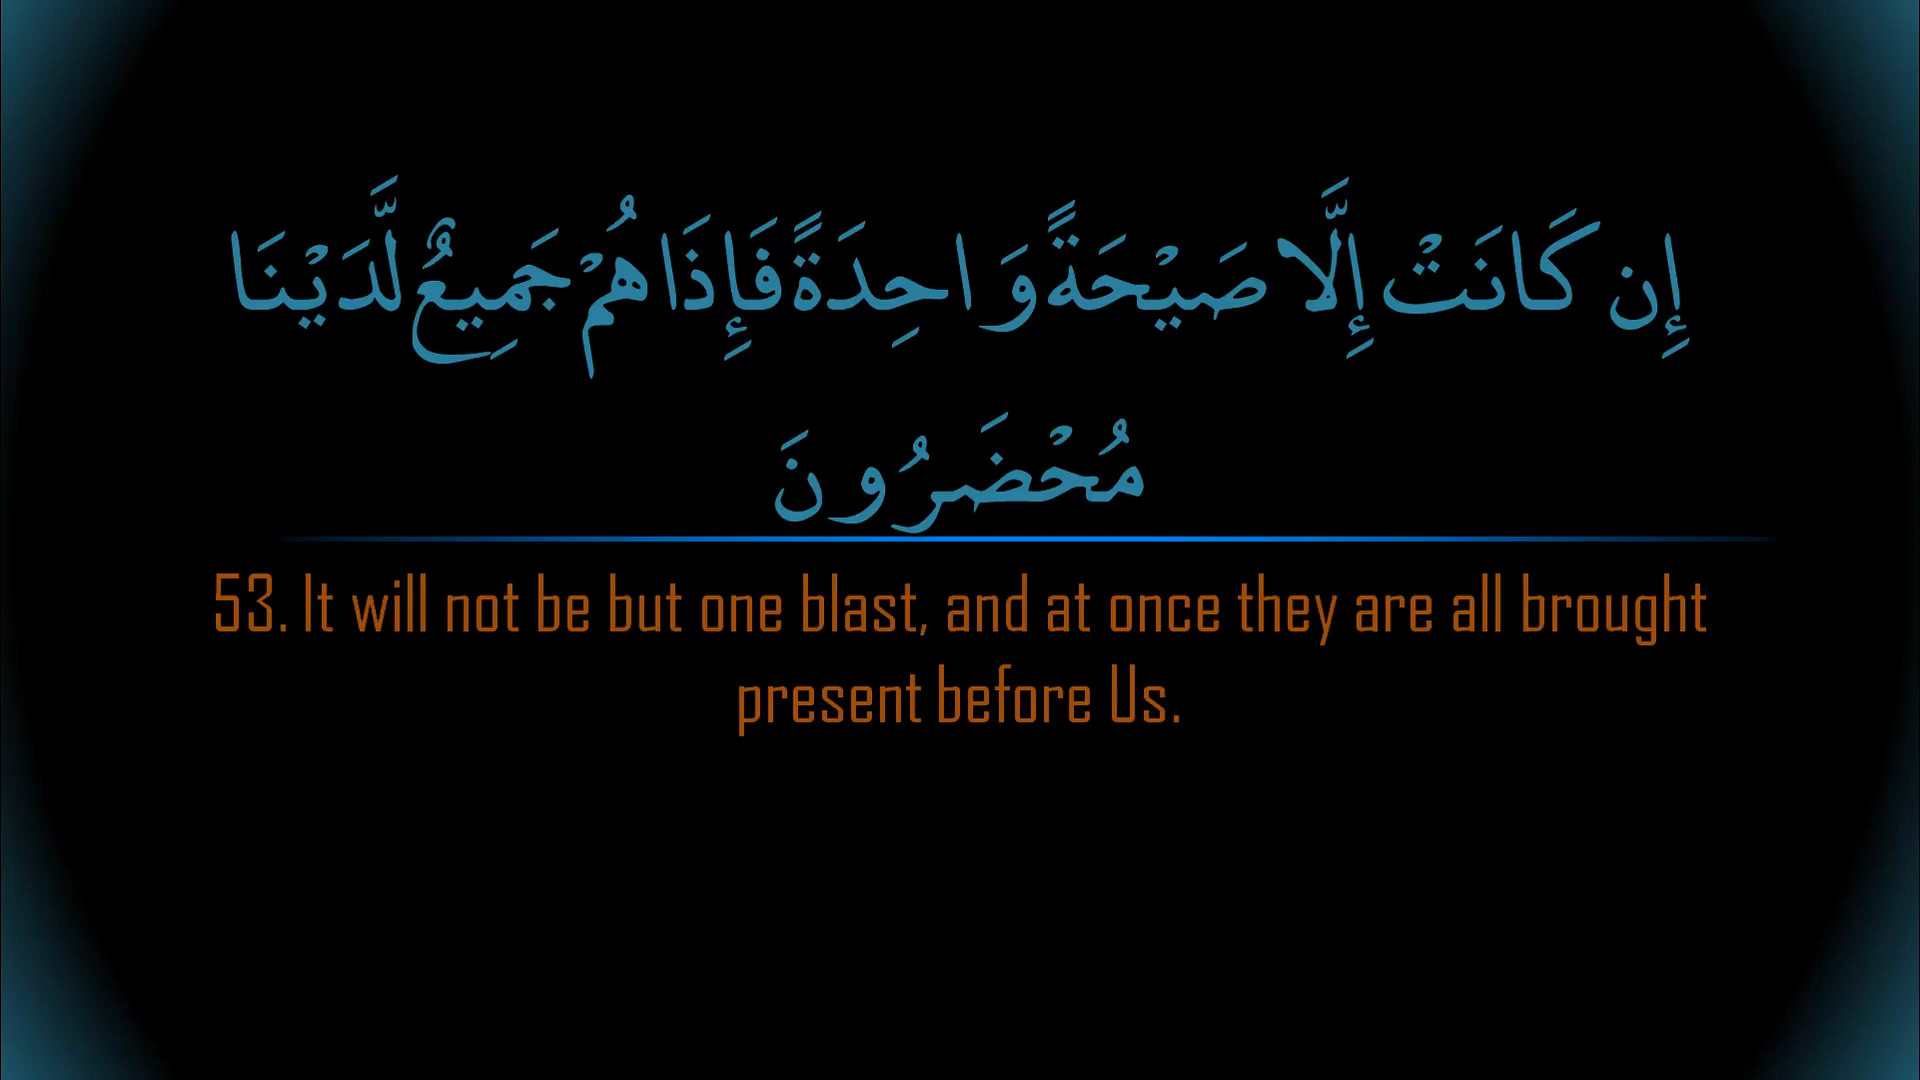 إِن كَانَتْ إِلَّا صَيْحَةً وَاحِدَةً فَإِذَا هُمْ جَمِيعٌ لَّدَيْنَا
مُحْضَرُونَ
53. It will not be but one blast, and at once they are all brought
present before Us.